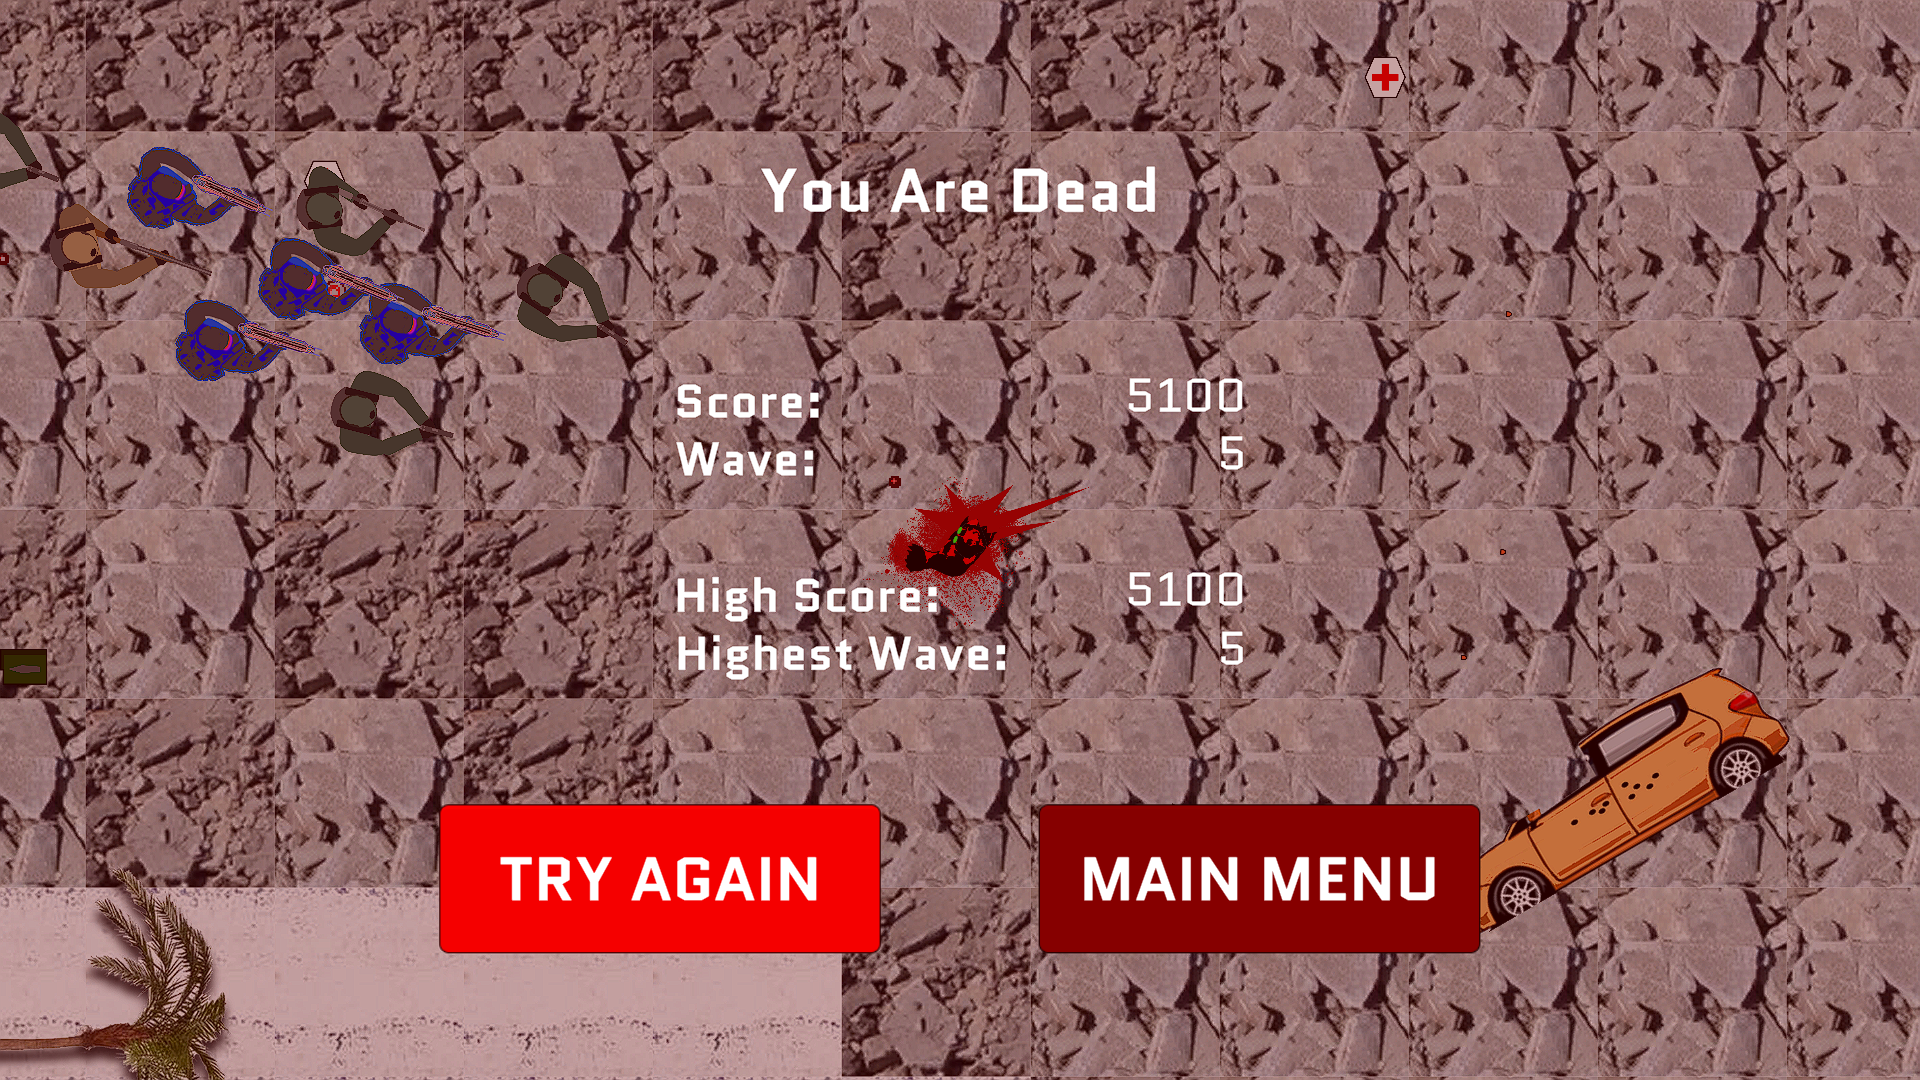 You Are Dead
Score: 5100
Wave: 5
High Score: 5100
Highest Wave: 5
TRY AGAIN
MAIN MENU